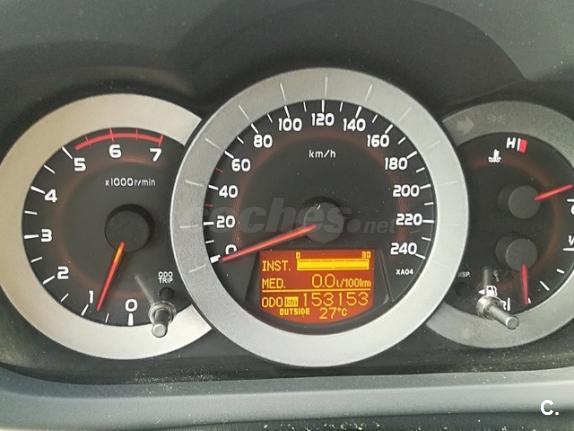 5 6 7
4
3
2
1
0
x1000r/min
ODO
TRIP
0 20 40 60 80 100 120 140 160 180 200 220 240
km/h
coches.net
0 30
INST.
MED. 0.0ℓ/100km
ODO km 153153
OUTSIDE 27°C
XA04
H
C.